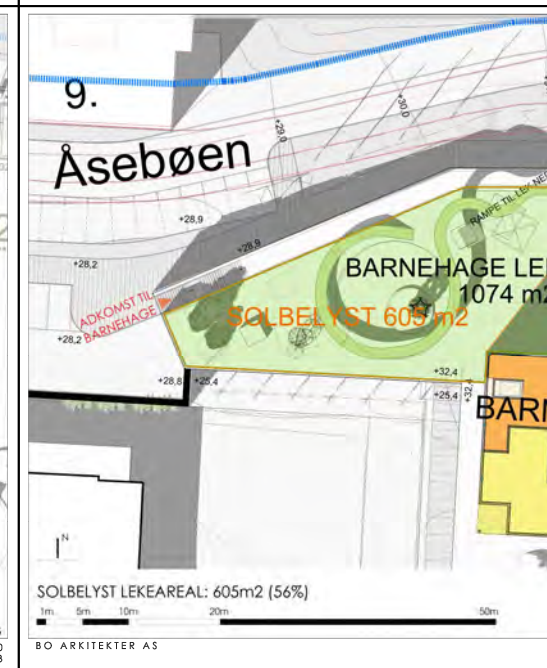 9.
Åsebøen
+29,0
+30,0
+28,9
+28,9
+28,2
RAMPE TIL LEK
BARNEHAGE LE
1074 m2
ADKOMST TIL
BARNEHAGE
SOLBELYST 605 m2
+28,2
+28,8
+25,4
+32,4
+25,4
+32,4
BAR
N
SOLBELYST LEKEAREAL: 605m2 (56%)
1m 5m 10m 20m 50m
BO ARKITEKTER AS